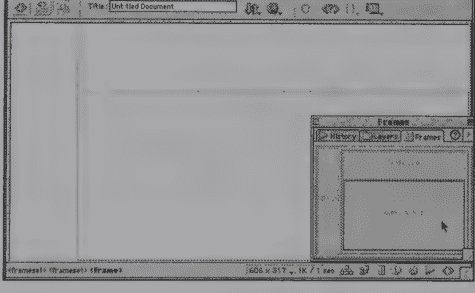 Title: Untitled Document
Frames
History Layers Frames
<frameset> <frameset> <frame>
606 x 317 1K / 1 sec